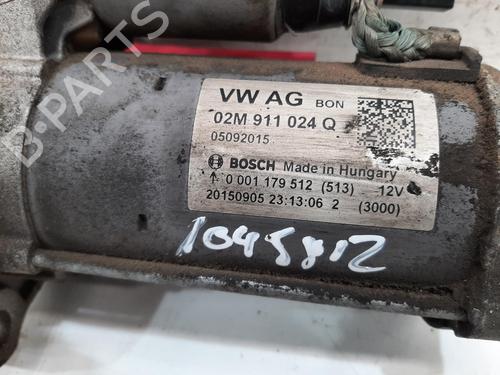 VW AG BON
02M 911 024 Q
05092015
BOSCH Made in Hungary
0 001 179 512 (513) 12V
20150905 23:13:06 2 (3000)
1045812
B-PARTS